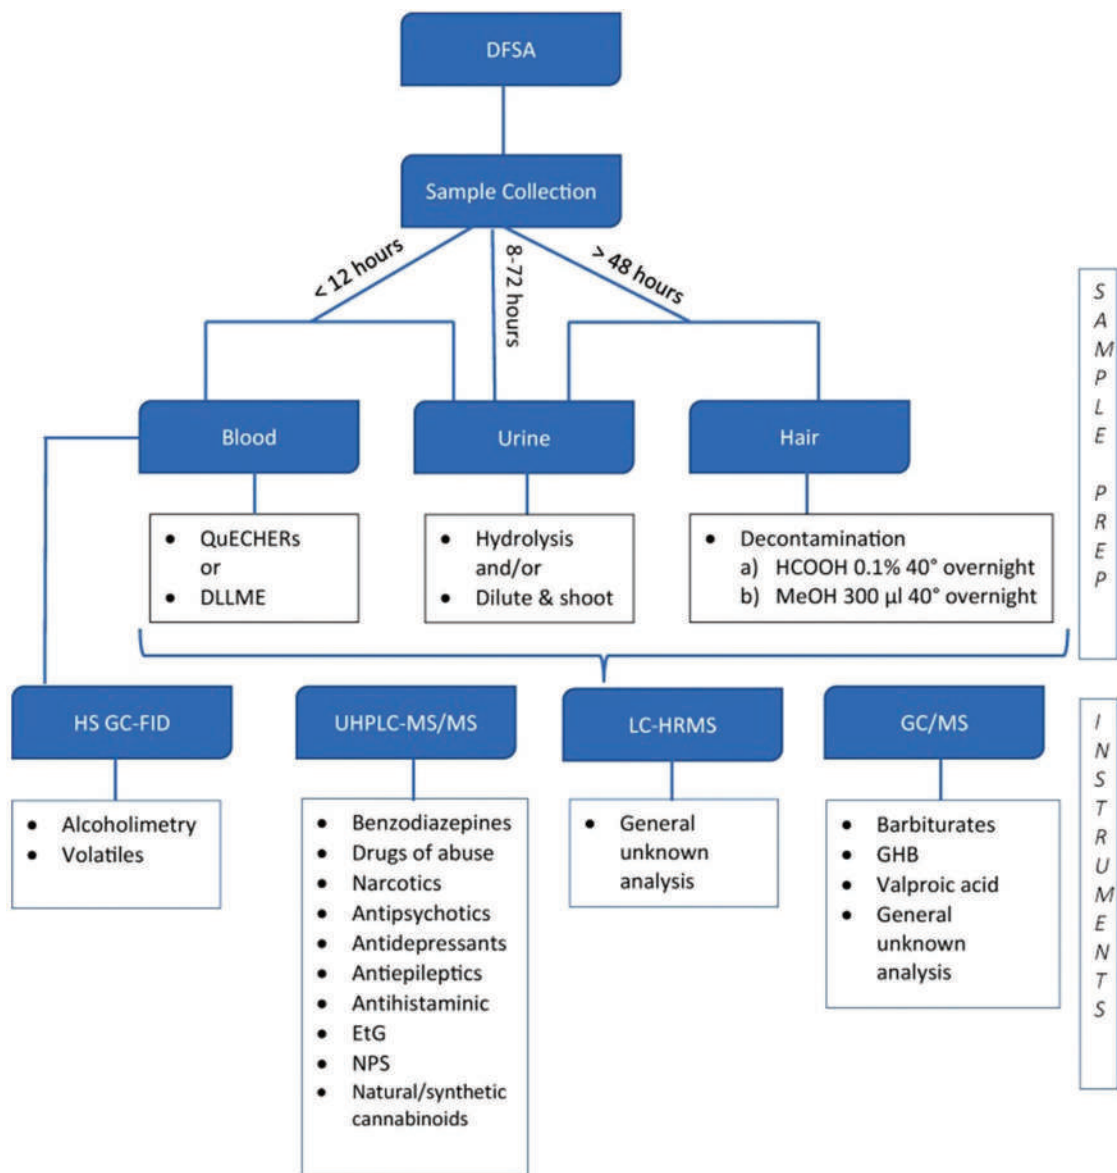 DFSA
Sample Collection
< 12 hours
8-72 hours
> 48 hours
SAMPLE PREP
Blood
Urine
Hair
• QuECHERs
or
• DLLME
• Hydrolysis
and/or
• Dilute & shoot
• Decontamination
a) HCOOH 0.1% 40° overnight
b) MeOH 300 µl 40° overnight
HS GC-FID
UHPLC-MS/MS
LC-HRMS
GC/MS
INSTRUMENTS
• Alcoholimetry
• Volatiles
• Benzodiazepines
• Drugs of abuse
• Narcotics
• Antipsychotics
• Antidepressants
• Antiepileptics
• Antihistaminic
• EtG
• NPS
• Natural/synthetic
cannabinoids
• General
unknown
analysis
• Barbiturates
• GHB
• Valproic acid
• General
unknown
analysis